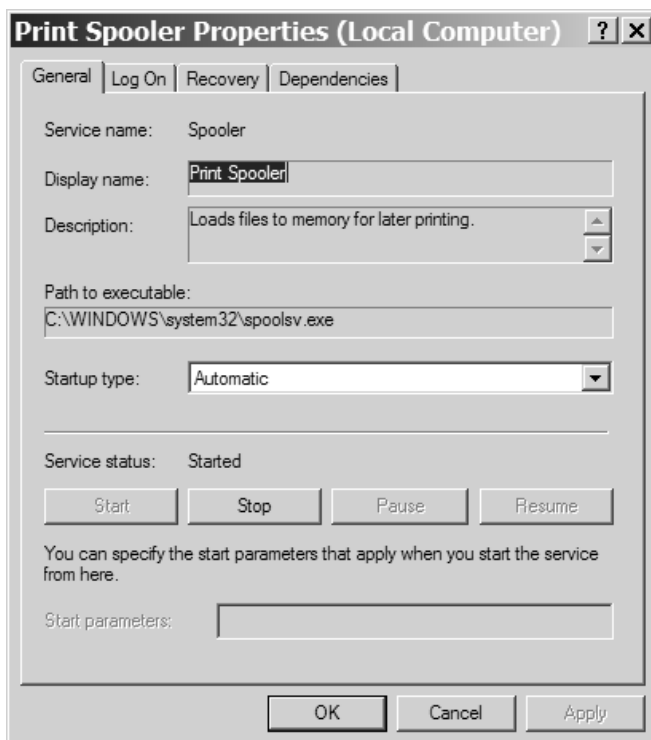 Print Spooler Properties (Local Computer) ? X
General Log On Recovery Dependencies
Service name: Spooler
Display name: Print Spooler
Description: Loads files to memory for later printing.
Path to executable:
C:\WINDOWS\system32\spoolsv.exe
Startup type: Automatic
Service status: Started
Start Stop Pause Resume
You can specify the start parameters that apply when you start the service
from here.
Start parameters:
OK Cancel Apply